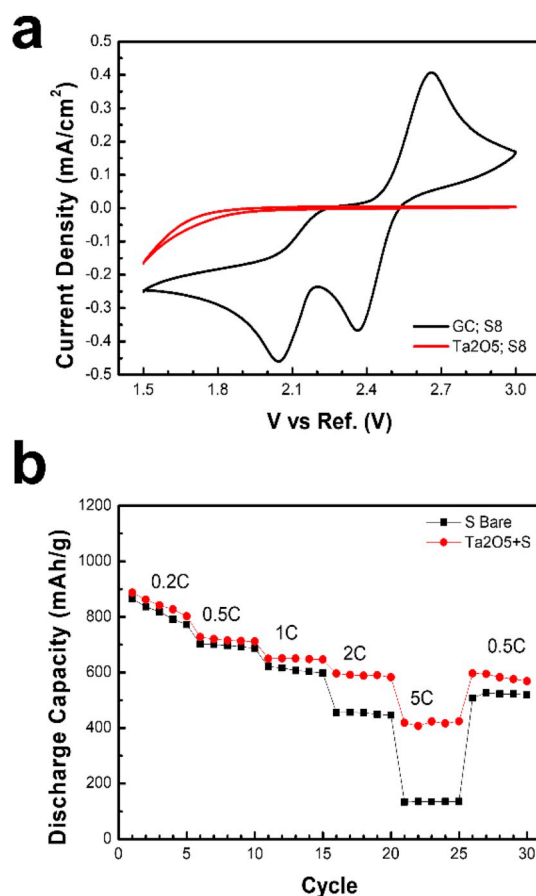 a
0.5
0.4
0.3
0.2
0.1
0.0
-0.1
-0.2
-0.3
-0.4
-0.5
Current Density (mA/cm²)
GC; S8
Ta2O5; S8
1.5 1.8 2.1 2.4 2.7 3.0
V vs Ref. (V)
b
1200
1000
800
600
400
200
0
Discharge Capacity (mAh/g)
S Bare
Ta2O5+S
0.2C
0.5C
1C
2C
5C
0.5C
0 5 10 15 20 25 30
Cycle